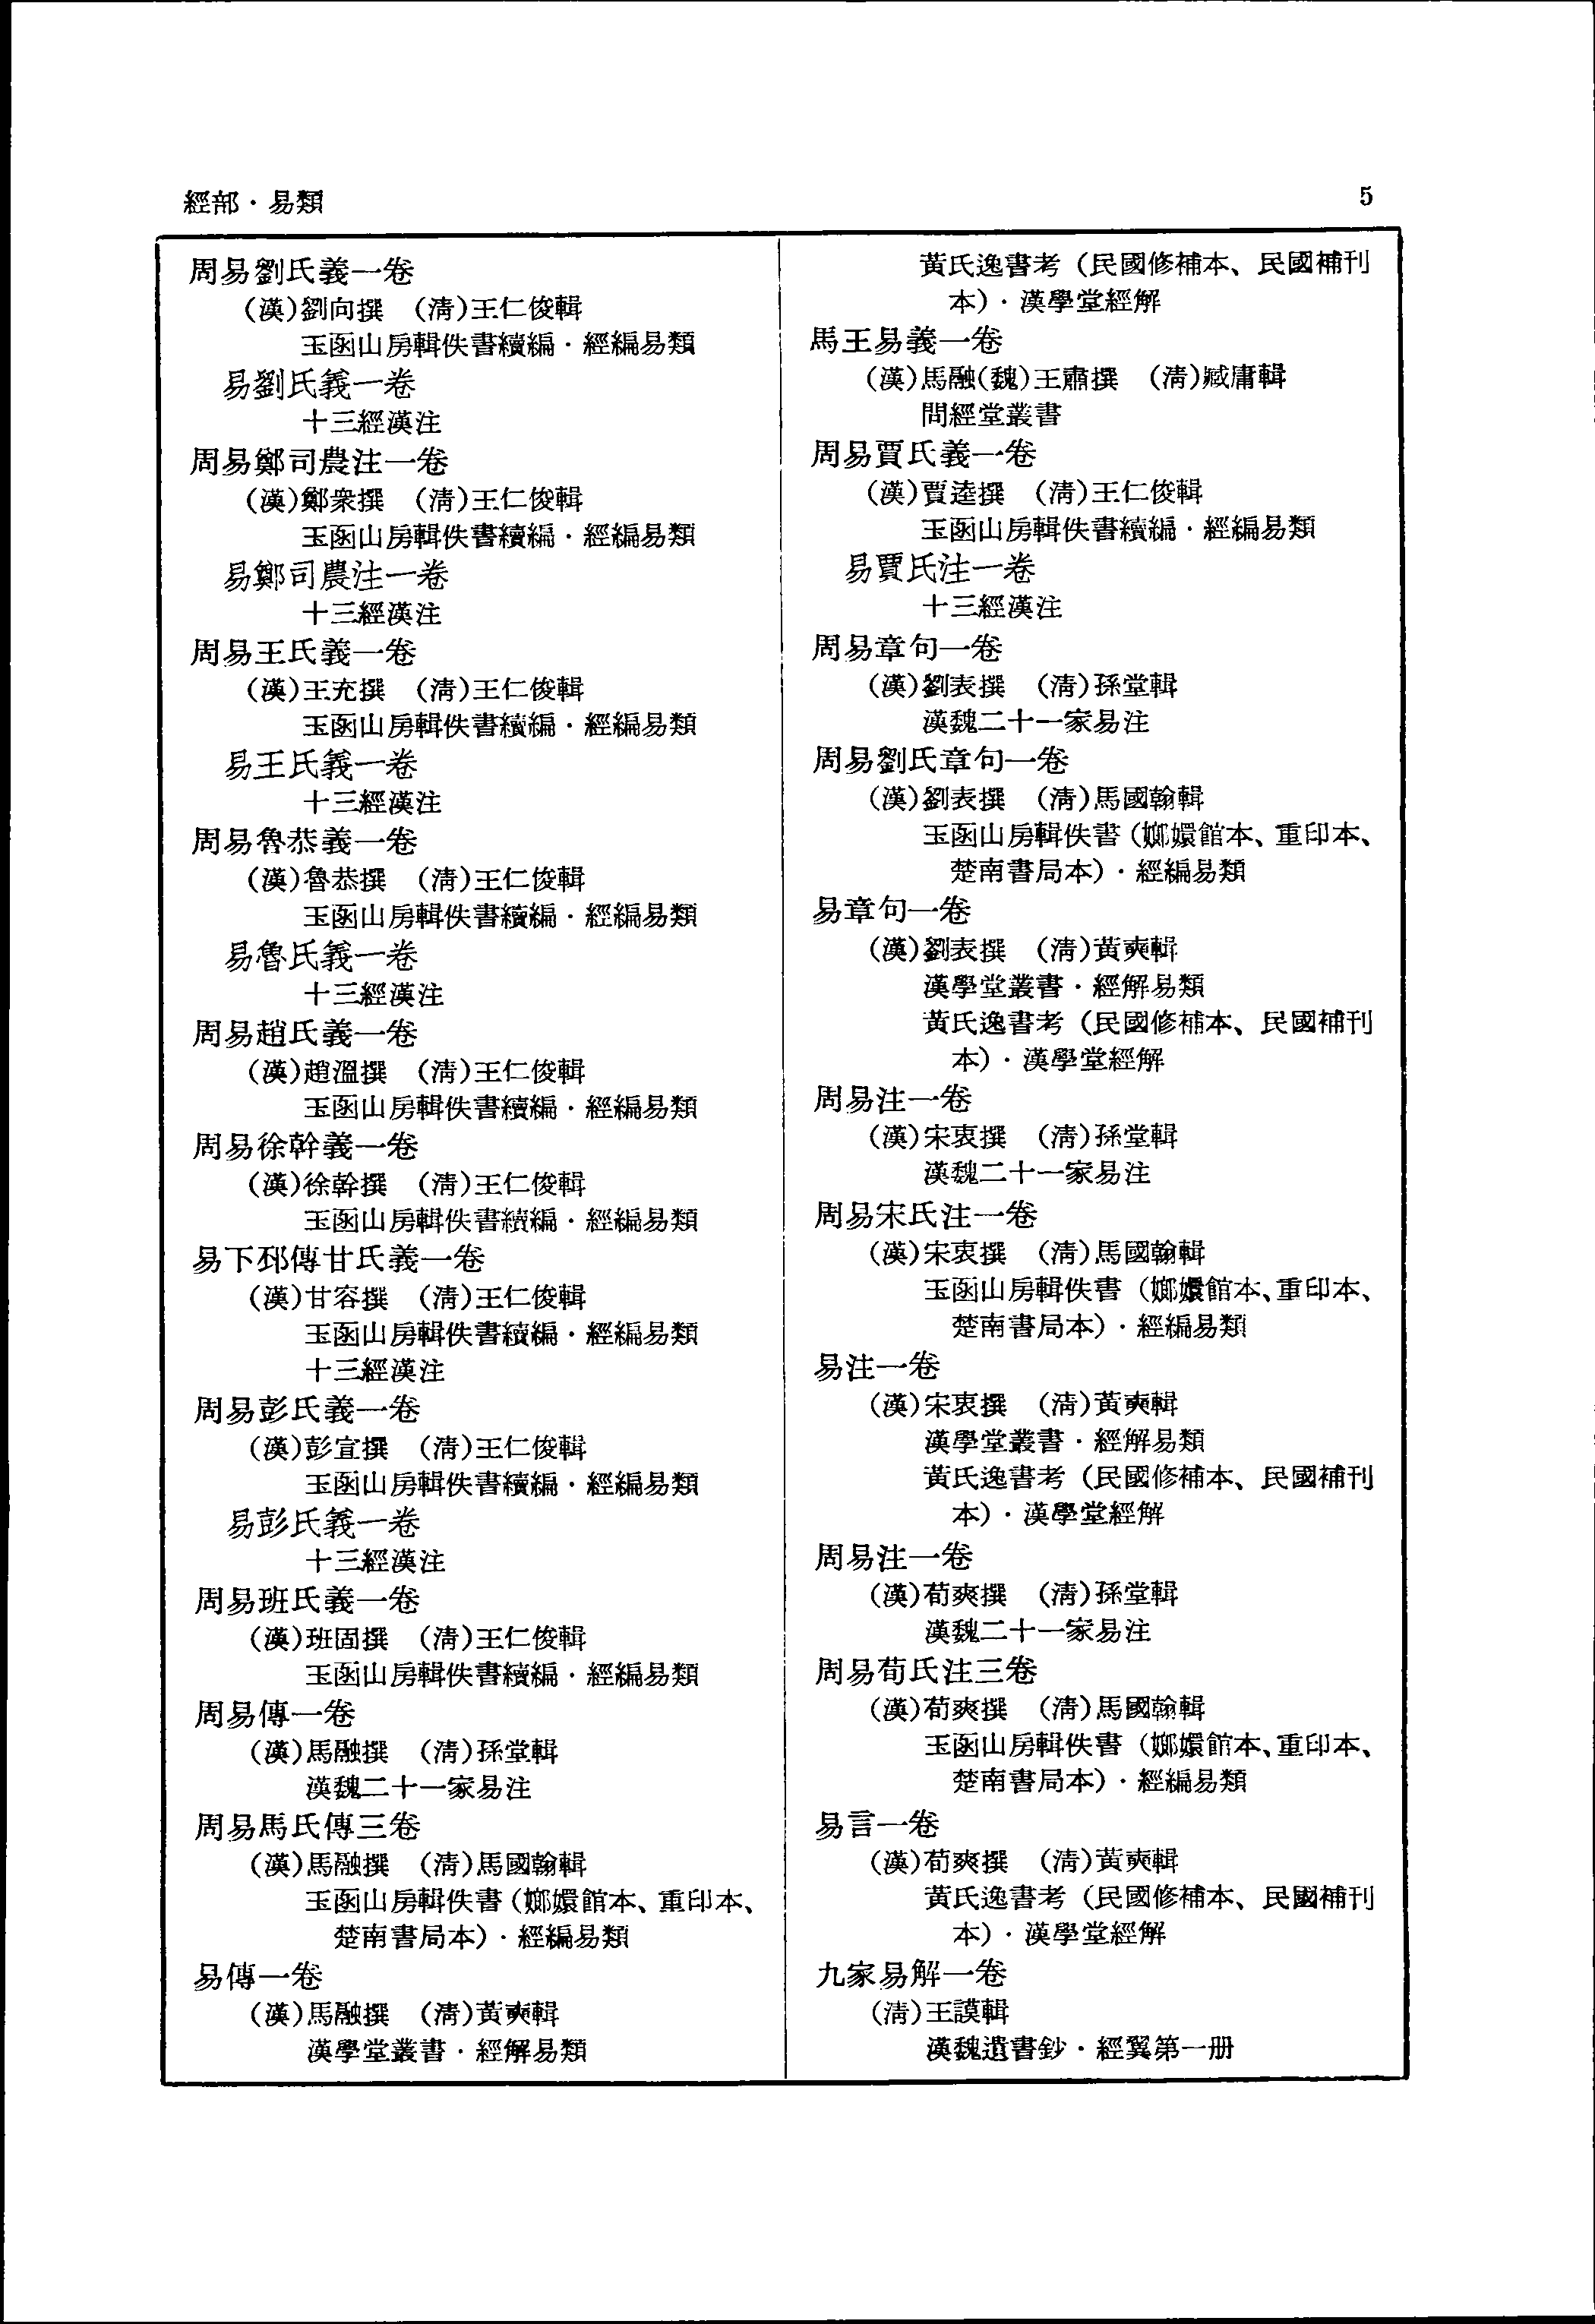 經部·易類
5
周易劉氏義一卷
(漢)劉向撰　(淸)王仁俊輯
玉函山房輯佚書續編·經編易類
易劉氏義一卷
十三經漢注
周易鄭司農注一卷
(漢)鄭衆撰　(淸)王仁俊輯
玉函山房輯佚書續編·經編易類
易鄭司農注一卷
十三經漢注
周易王氏義一卷
(漢)王充撰　(淸)王仁俊輯
玉函山房輯佚書續編·經編易類
易王氏義一卷
十三經漢注
周易魯恭義一卷
(漢)魯恭撰　(淸)王仁俊輯
玉函山房輯佚書續編·經編易類
易魯氏義一卷
十三經漢注
周易趙氏義一卷
(漢)趙溫撰　(淸)王仁俊輯
玉函山房輯佚書續編·經編易類
周易徐幹義一卷
(漢)徐幹撰　(淸)王仁俊輯
玉函山房輯佚書續編·經編易類
易下邳傳甘氏義一卷
(漢)甘容撰　(淸)王仁俊輯
玉函山房輯佚書續編·經編易類
十三經漢注
周易彭氏義一卷
(漢)彭宣撰　(淸)王仁俊輯
玉函山房輯佚書續編·經編易類
易彭氏義一卷
十三經漢注
周易班氏義一卷
(漢)班固撰　(淸)王仁俊輯
玉函山房輯佚書續編·經編易類
周易傳一卷
(漢)馬融撰　(淸)孫堂輯
漢魏二十一家易注
周易馬氏傳三卷
(漢)馬融撰　(淸)馬國翰輯
玉函山房輯佚書(嫏嬛館本、重印本、
楚南書局本)·經編易類
易傳一卷
(漢)馬融撰　(淸)黃奭輯
漢學堂叢書·經解易類
黃氏逸書考(民國修補本、民國補刊
本)·漢學堂經解
馬王易義一卷
(漢)馬融(魏)王肅撰　(淸)臧庸輯
問經堂叢書
周易賈氏義一卷
(漢)賈逵撰　(淸)王仁俊輯
玉函山房輯佚書續編·經編易類
易賈氏注一卷
十三經漢注
周易章句一卷
(漢)劉表撰　(淸)孫堂輯
漢魏二十一家易注
周易劉氏章句一卷
(漢)劉表撰　(淸)馬國翰輯
玉函山房輯佚書(嫏嬛館本、重印本、
楚南書局本)·經編易類
易章句一卷
(漢)劉表撰　(淸)黃奭輯
漢學堂叢書·經解易類
黃氏逸書考(民國修補本、民國補刊
本)·漢學堂經解
周易注一卷
(漢)宋衷撰　(淸)孫堂輯
漢魏二十一家易注
周易宋氏注一卷
(漢)宋衷撰　(淸)馬國翰輯
玉函山房輯佚書(嫏嬛館本、重印本、
楚南書局本)·經編易類
易注一卷
(漢)宋衷撰　(淸)黃奭輯
漢學堂叢書·經解易類
黃氏逸書考(民國修補本、民國補刊
本)·漢學堂經解
周易注一卷
(漢)荀爽撰　(淸)孫堂輯
漢魏二十一家易注
周易荀氏注三卷
(漢)荀爽撰　(淸)馬國翰輯
玉函山房輯佚書(嫏嬛館本、重印本、
楚南書局本)·經編易類
易言一卷
(漢)荀爽撰　(淸)黃奭輯
黃氏逸書考(民國修補本、民國補刊
本)·漢學堂經解
九家易解一卷
(淸)王謨輯
漢魏遺書鈔·經翼第一册